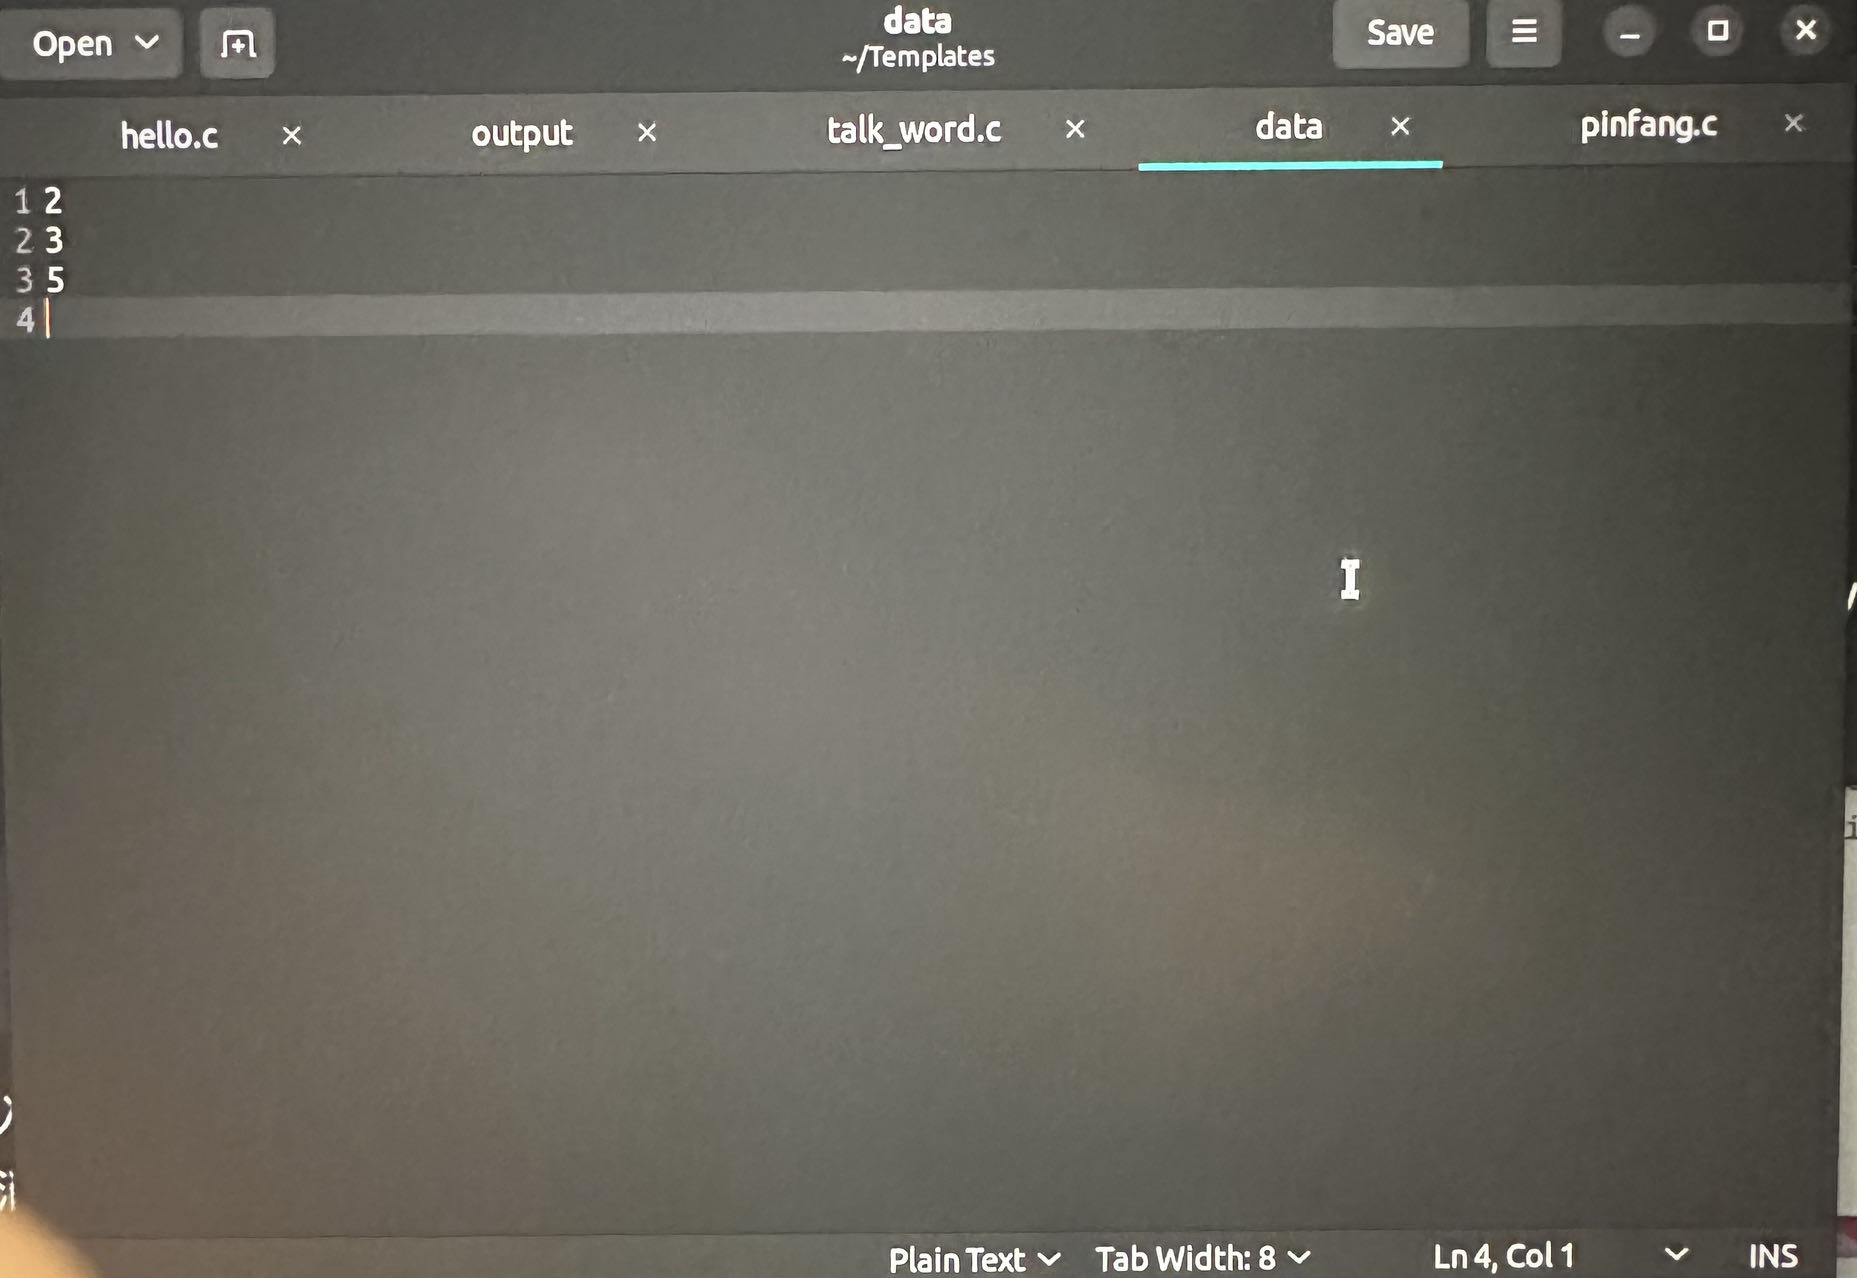 Open
data
~/Templates
Save
hello.c
output
talk_word.c
data
pinfang.c
1 2
2 3
3 5
4
Plain Text
Tab Width: 8
Ln 4, Col 1
INS